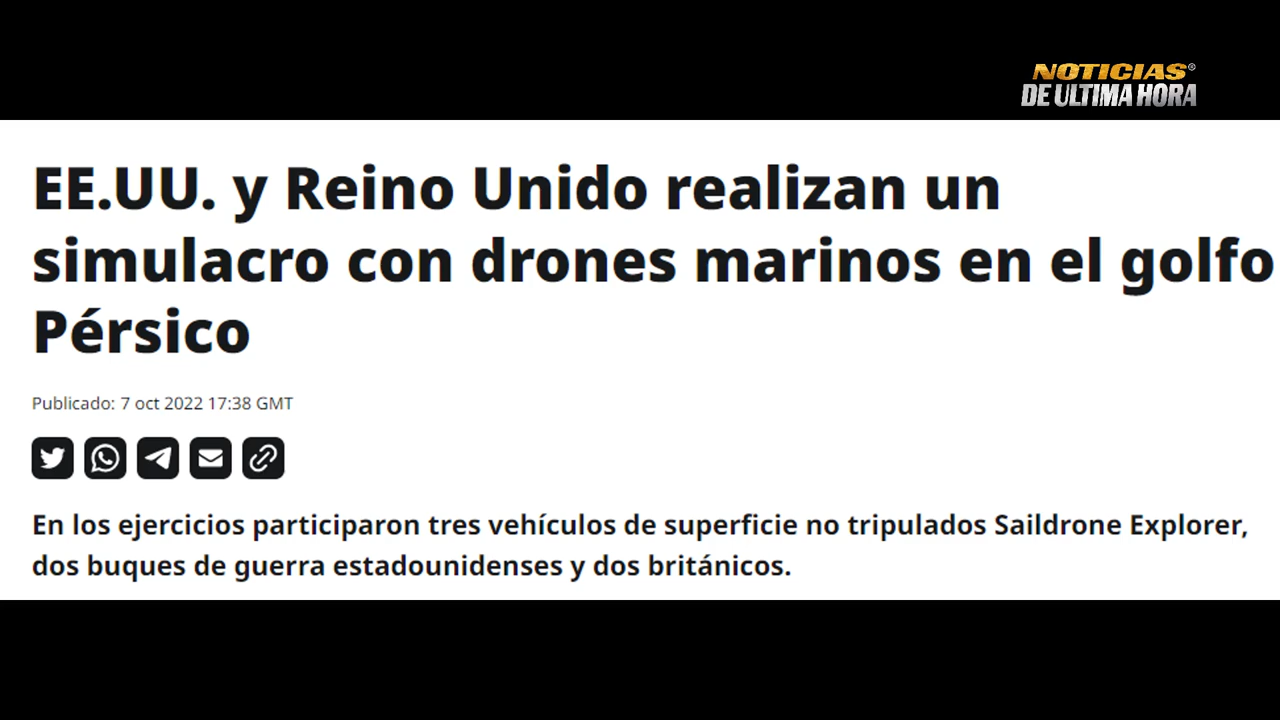 NOTICIAS®
DE ULTIMA HORA
EE.UU. y Reino Unido realizan un
simulacro con drones marinos en el golfo
Pérsico
Publicado: 7 oct 2022 17:38 GMT
En los ejercicios participaron tres vehículos de superficie no tripulados Saildrone Explorer,
dos buques de guerra estadounidenses y dos británicos.